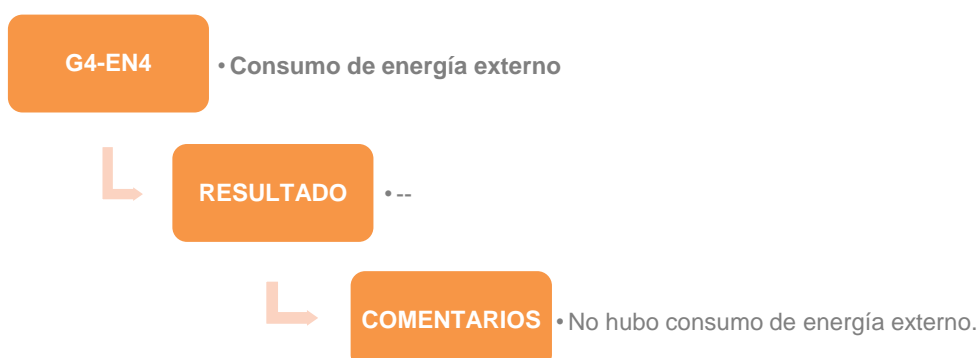 G4-EN4
• Consumo de energía externo
RESULTADO
• --
COMENTARIOS
• No hubo consumo de energía externo.